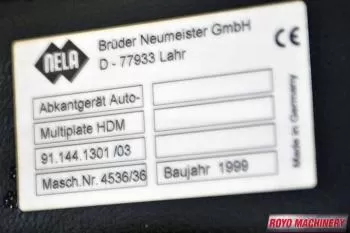 NELA
Brüder Neumeister GmbH
D - 77933 Lahr
CE
Abkantgerät Auto-
Multiplate HDM
91.144.1301 /03
Masch.Nr. 4536/36
Baujahr 1999
Made in Germany
ROYO MACHINERY